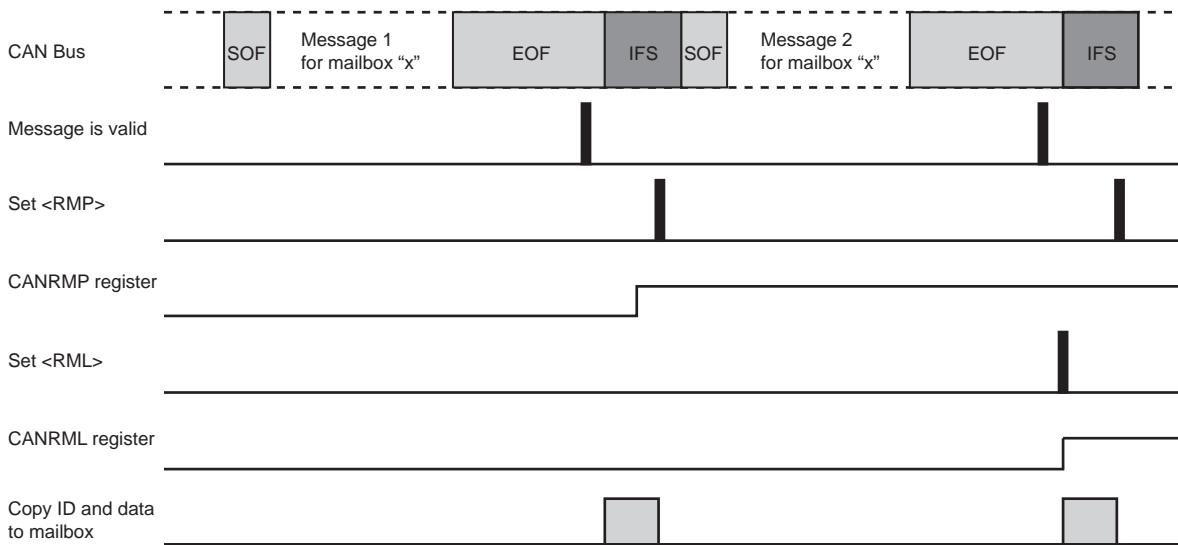 CAN Bus
SOF
Message 1
for mailbox “x”
EOF
IFS
SOF
Message 2
for mailbox “x”
EOF
IFS
Message is valid
Set <RMP>
CANRMP register
Set <RML>
CANRML register
Copy ID and data
to mailbox